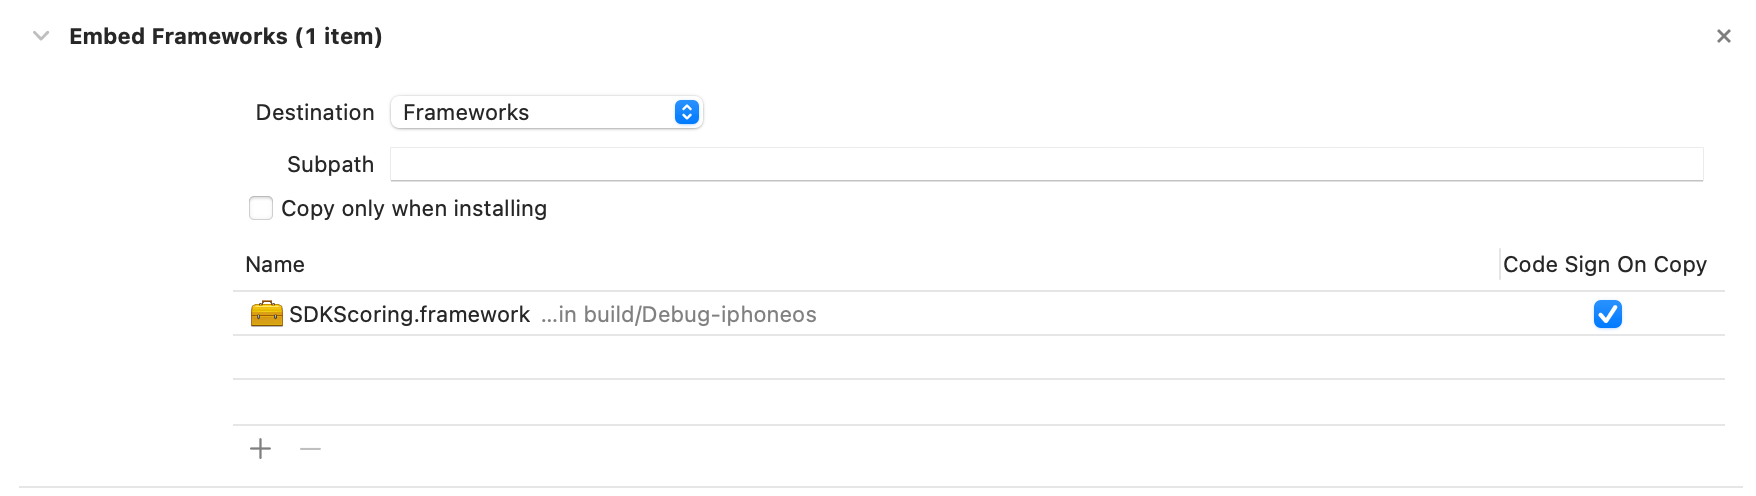 Embed Frameworks (1 item)
Destination Frameworks
Subpath
Copy only when installing
Name Code Sign On Copy
SDKScoring.framework ...in build/Debug-iphoneos